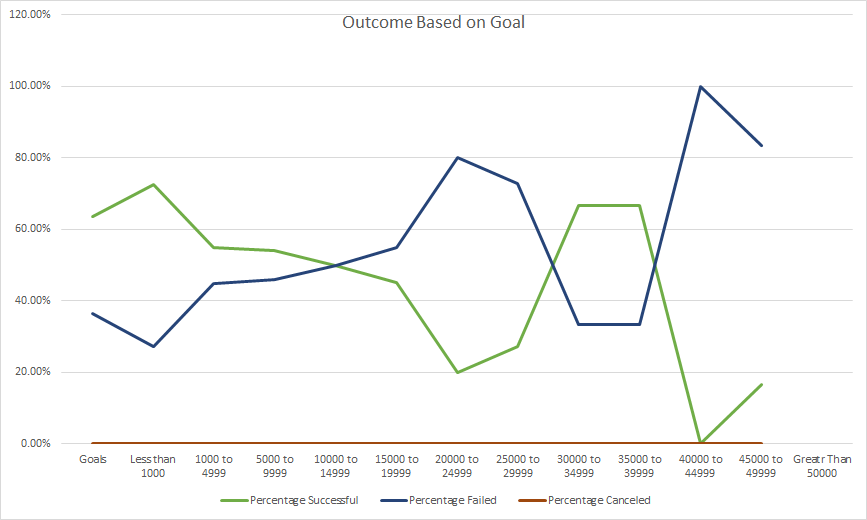 Outcome Based on Goal
120.00%
100.00%
80.00%
60.00%
40.00%
20.00%
0.00%
Goals
Less than
1000
1000 to
4999
5000 to
9999
10000 to
14999
15000 to
19999
20000 to
24999
25000 to
29999
30000 to
34999
35000 to
39999
40000 to
44999
45000 to
49999
Greatr Than
50000
Percentage Successful
Percentage Failed
Percentage Canceled